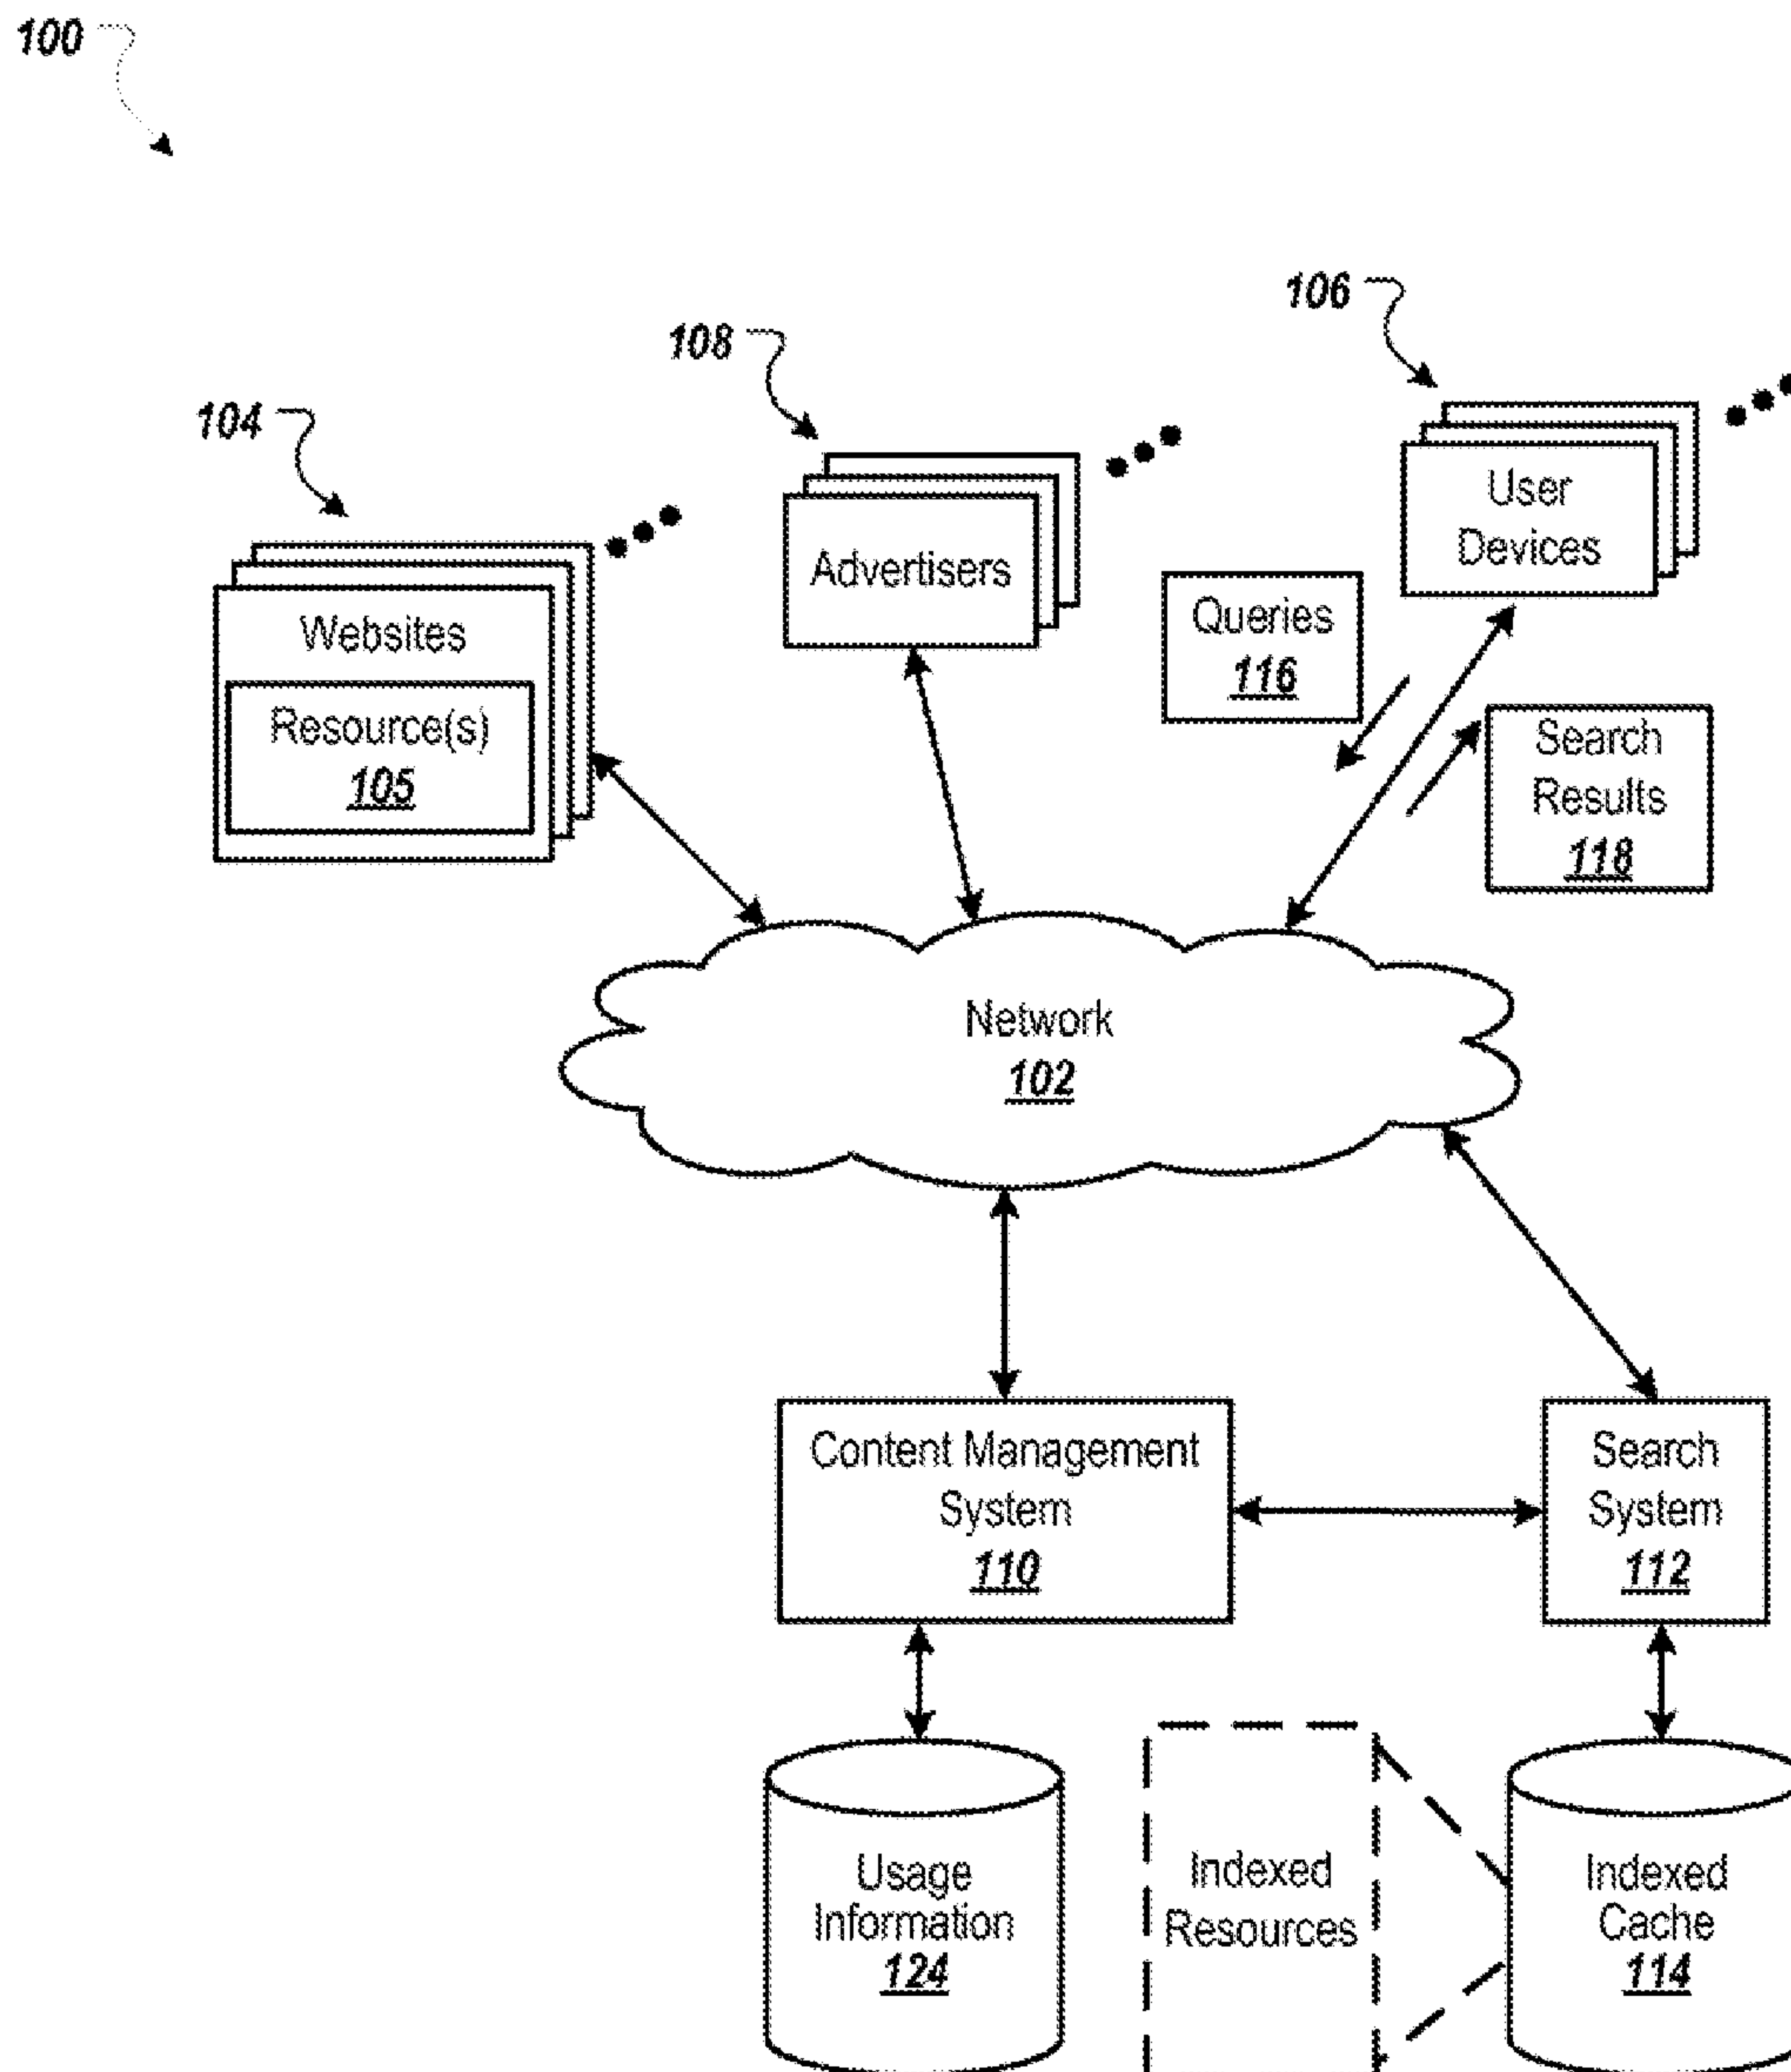 100
106
108
104
User
Devices
Advertisers
Queries
116
Websites
Resource(s)
105
Search
Results
118
Network
102
Content Management
System
110
Search
System
112
Usage
Information
124
Indexed
Resources
Indexed
Cache
114